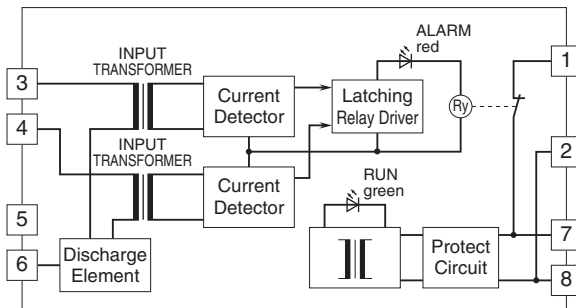 INPUT
TRANSFORMER
ALARM
red
3
1
Current
Detector
Latching
Relay Driver
Ry
4
INPUT
TRANSFORMER
2
Current
Detector
RUN
green
5
7
6
Discharge
Element
Protect
Circuit
8